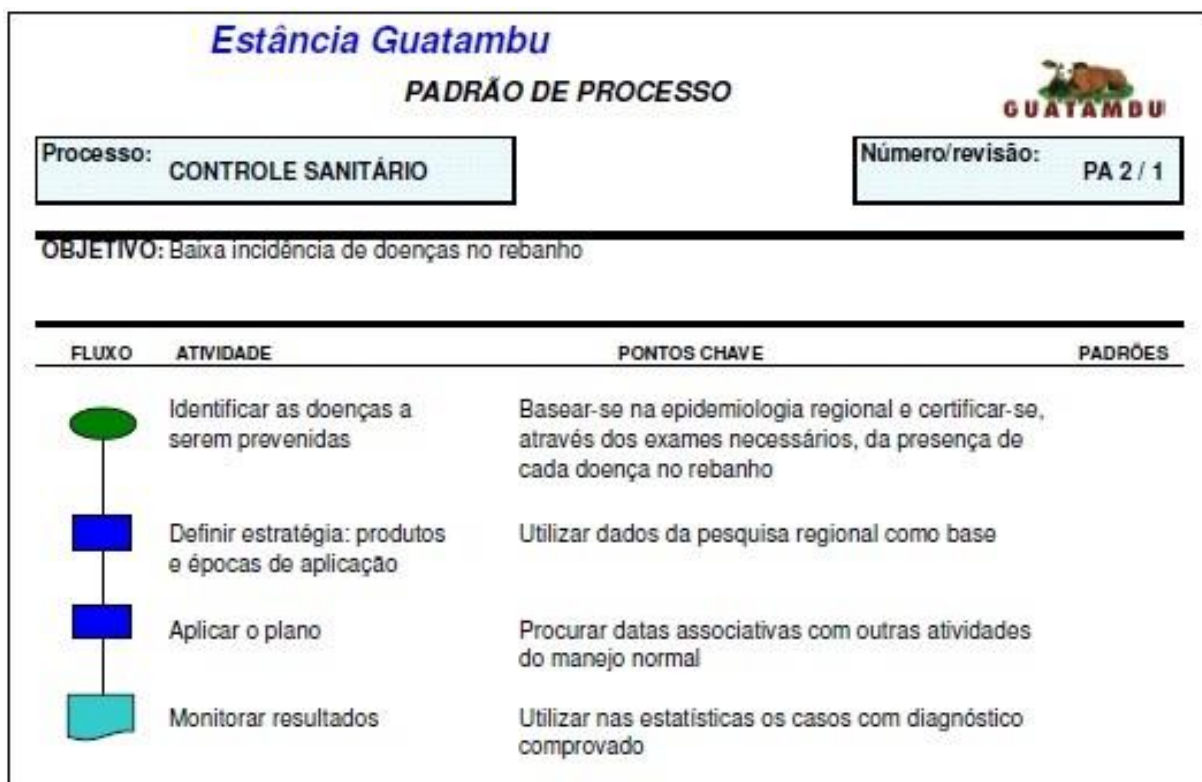 Estância Guatambu
PADRÃO DE PROCESSO
GUATAMBU
Processo:
CONTROLE SANITÁRIO
Número/revisão:
PA 2 / 1
OBJETIVO: Baixa incidência de doenças no rebanho
FLUXO ATIVIDADE PONTOS CHAVE PADRÕES
Identificar as doenças a
serem prevenidas
Basear-se na epidemiologia regional e certificar-se,
através dos exames necessários, da presença de
cada doença no rebanho
Definir estratégia: produtos
e épocas de aplicação
Utilizar dados da pesquisa regional como base
Aplicar o plano
Procurar datas associativas com outras atividades
do manejo normal
Monitorar resultados
Utilizar nas estatísticas os casos com diagnóstico
comprovado